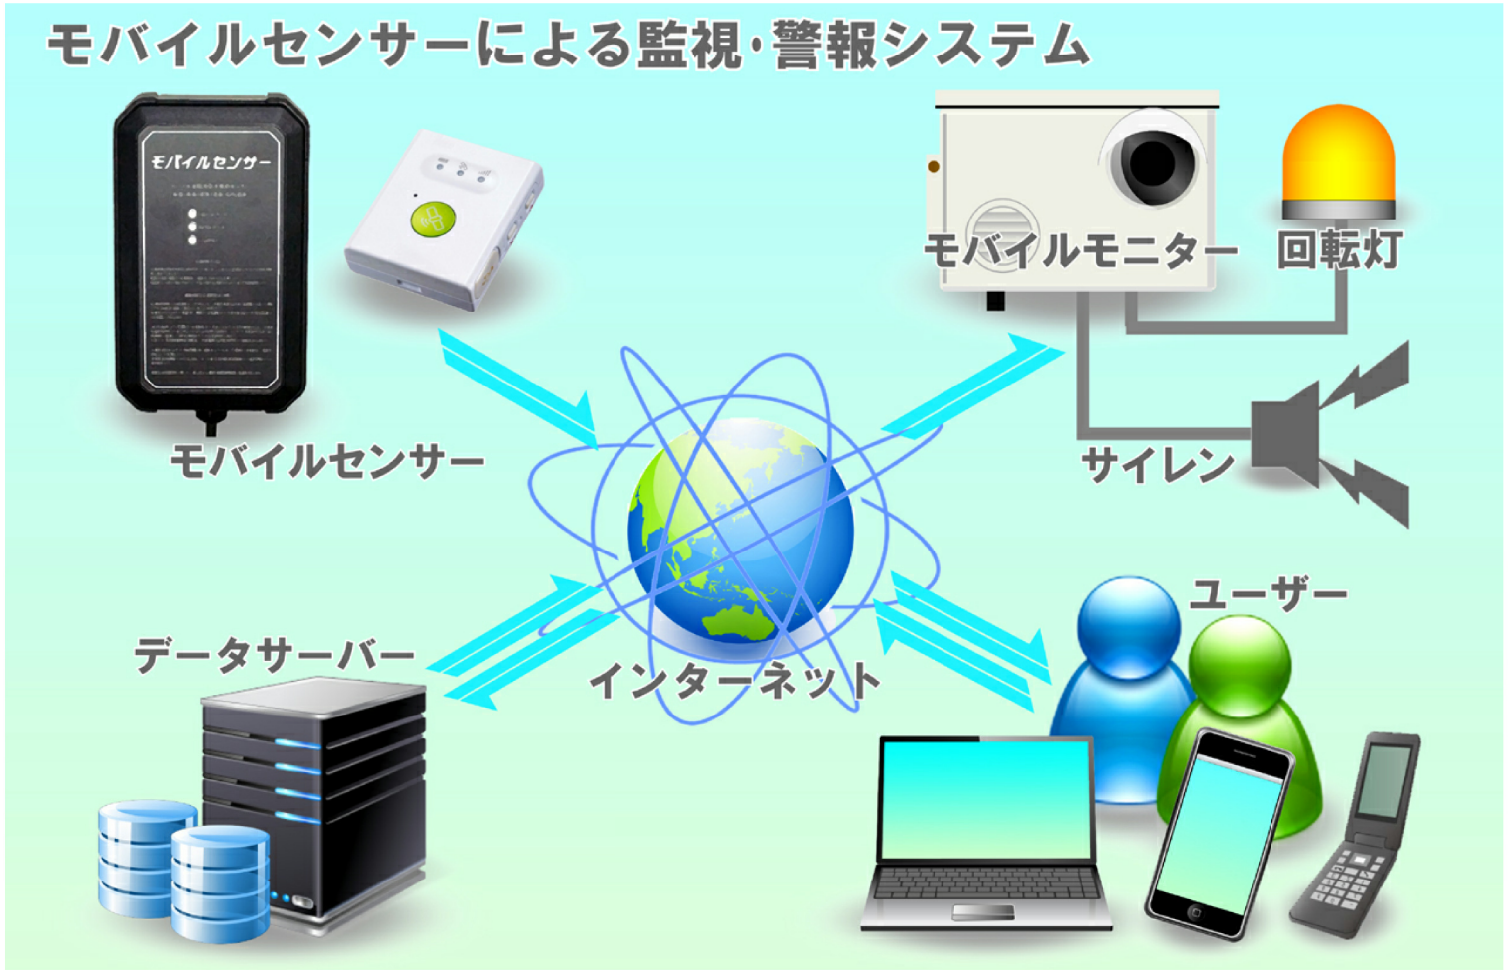 モバイルセンサーによる監視・警報システム
モバイルセンサー
モバイルモニター
回転灯
モバイルセンサー
サイレン
ユーザー
データサーバー
インターネット